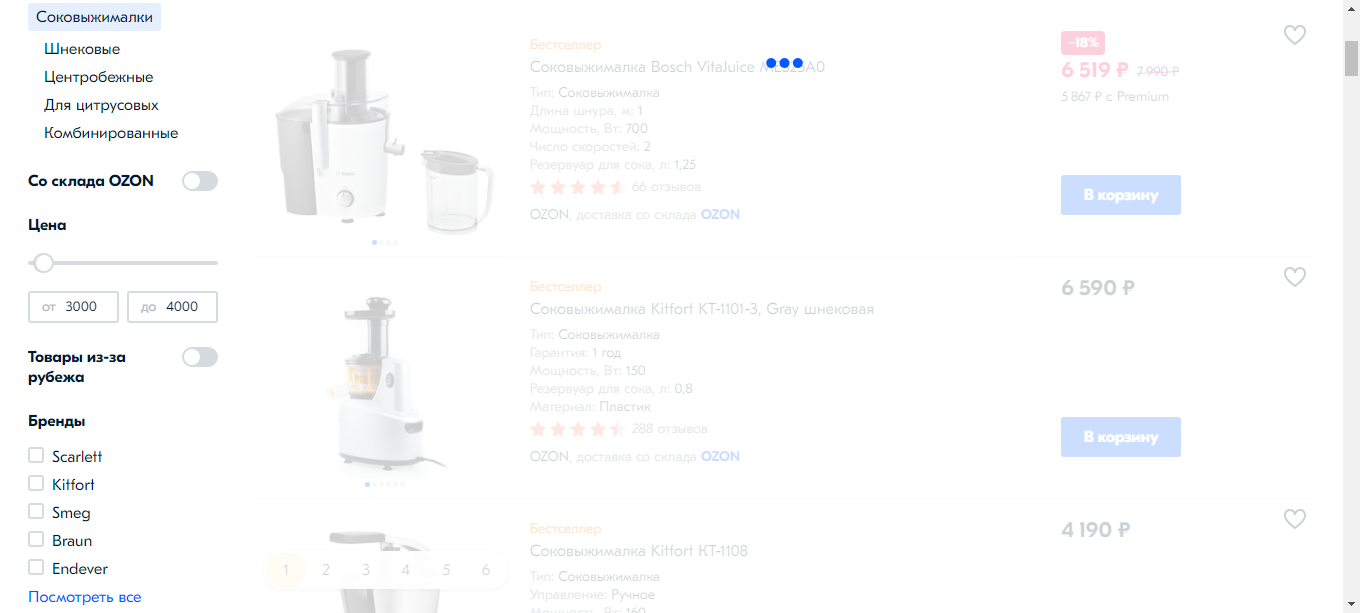 Соковыжималки
Шнековые
Центробежные
Для цитрусовых
Комбинированные
Со склада OZON
Цена
от 3000
до 4000
Товары из-за
рубежа
Бренды
Scarlett
Kitfort
Smeg
Braun
Endever
Посмотреть все
Бестселлер
Соковыжималка Bosch VitaJuice
Тип: Соковыжималка
Длина шнура, м: 1
Мощность, Вт: 700
Число скоростей: 2
Резервуар для сока, л: 1,25
66 отзывов
OZON, доставка со склада OZON
−18%
6 519 ₽ 7 990 ₽
5 867 ₽ с Premium
В корзину
Бестселлер
Соковыжималка Kitfort КТ-1101-3, Gray шнековая
Тип: Соковыжималка
Гарантия: 1 год
Мощность, Вт: 150
Резервуар для сока, л: 0,8
Материал: Пластик
288 отзывов
OZON, доставка со склада OZON
6 590 ₽
В корзину
Бестселлер
Соковыжималка Kitfort КТ-1108
Тип: Соковыжималка
Управление: Ручное
Мощность, Вт: 160
4 190 ₽
1 2 3 4 5 6